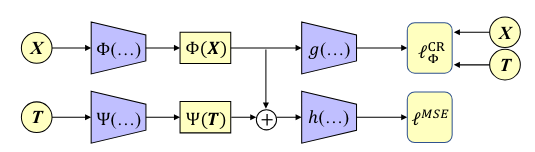 X Φ(…) Φ(X) g(…) ℓ_Φ^CR X
T
T Ψ(…) Ψ(T) + h(…) ℓ^MSE